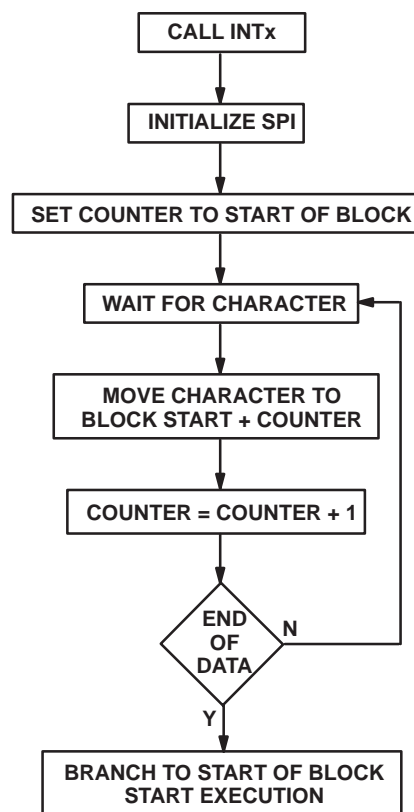 CALL INTx
INITIALIZE SPI
SET COUNTER TO START OF BLOCK
WAIT FOR CHARACTER
MOVE CHARACTER TO
BLOCK START + COUNTER
COUNTER = COUNTER + 1
END
OF
DATA
N
Y
BRANCH TO START OF BLOCK
START EXECUTION